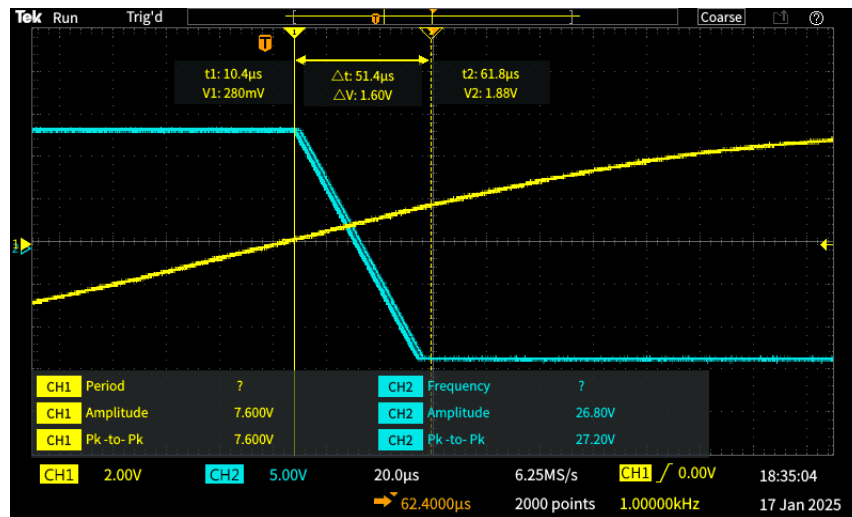 Tek Run Trig'd Coarse
T
T
1 2
t1: 10.4µs △t: 51.4µs t2: 61.8µs
V1: 280mV △V: 1.60V V2: 1.88V
1
2
CH1 Period ? CH2 Frequency ?
CH1 Amplitude 7.600V CH2 Amplitude 26.80V
CH1 Pk -to- Pk 7.600V CH2 Pk -to- Pk 27.20V
CH1 2.00V CH2 5.00V 20.0µs 6.25MS/s CH1 / 0.00V 18:35:04
62.4000µs 2000 points 1.00000kHz 17 Jan 2025